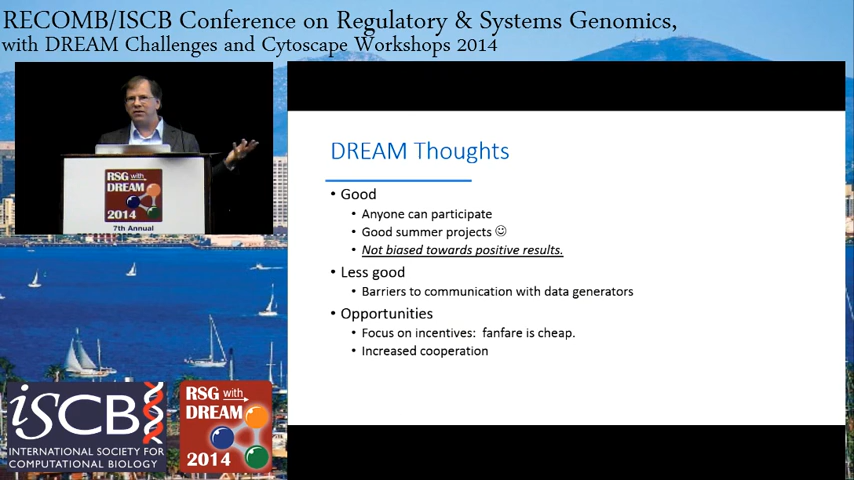 RECOMB/ISCB Conference on Regulatory & Systems Genomics,
with DREAM Challenges and Cytoscape Workshops 2014
RSG with
DREAM
2014
7th Annual
DREAM Thoughts
• Good
• Anyone can participate
• Good summer projects ☺
• Not biased towards positive results.
• Less good
• Barriers to communication with data generators
• Opportunities
• Focus on incentives: fanfare is cheap.
• Increased cooperation
iSCB
INTERNATIONAL SOCIETY FOR
COMPUTATIONAL BIOLOGY
RSG with
DREAM
2014